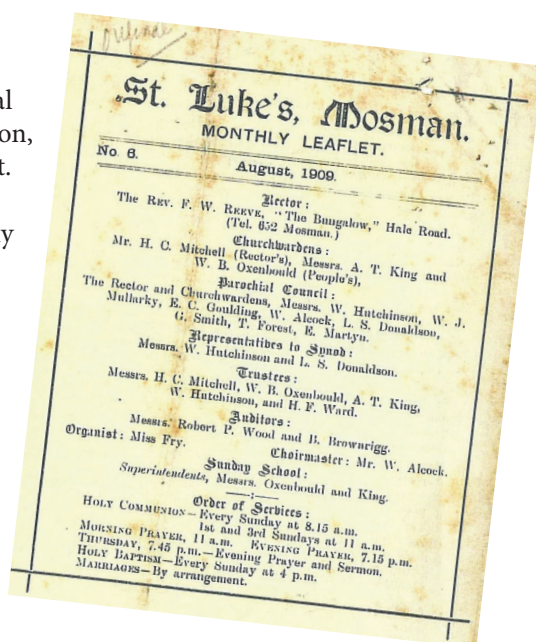 al
on,
t.
y
St. Luke's, Mosman.
MONTHLY LEAFLET.
No. 6.
August, 1909.
Rector:
The REV. F. W. REEVE, "The Bungalow," Hale Road.
(Tel. 652 Mosman.)
Churchwardens:
Mr. H. C. Mitchell (Rector's), Messrs. A. T. King and
W. B. Oxenbould (People's),
Parochial Council:
The Rector and Churchwardens, Messrs. W. Hutchinson, W. J.
Mullarky, E. C. Goulding, W. Alcock, L. S. Donaldson,
G. Smith, T. Forest, E. Martyn.
Representatives to Synod:
Messrs. W. Hutchinson and L. S. Donaldson.
Trustees:
Messrs. H. C. Mitchell, W. B. Oxenbould, A. T. King,
W. Hutchinson, and H. F. Ward.
Auditors:
Messrs. Robert P. Wood and B. Brownrigg.
Organist: Miss Fry. Choirmaster: Mr. W. Alcock.
Sunday School:
Superintendents, Messrs. Oxenbould and King.
Order of Services:
HOLY COMMUNION—Every Sunday at 8.15 a.m.
1st and 3rd Sundays at 11 a.m.
MORNING PRAYER, 11 a.m. EVENING PRAYER, 7.15 p.m.
THURSDAY, 7.45 p.m.—Evening Prayer and Sermon.
HOLY BAPTISM—Every Sunday at 4 p.m.
MARRIAGES—By arrangement.